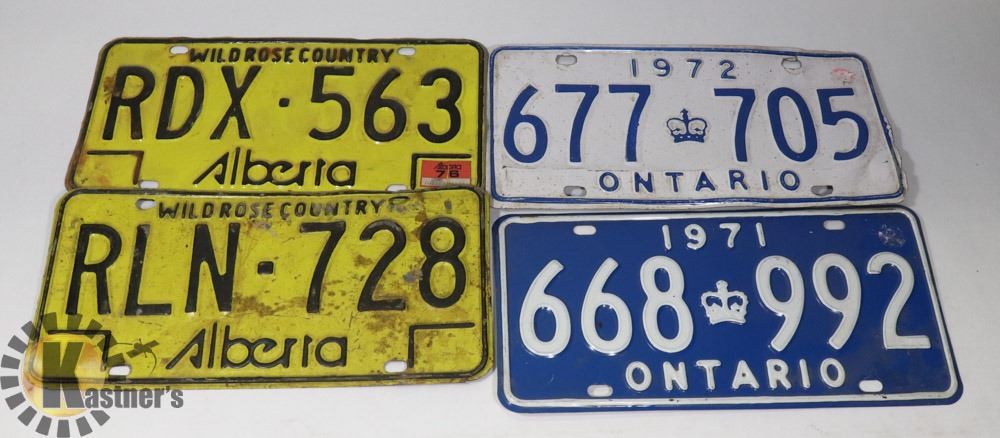 WILD ROSE COUNTRY
RDX · 563
Alberta
76
WILD ROSE COUNTRY
RLN · 728
Alberta
1972
677 705
ONTARIO
1971
668 992
ONTARIO
Kastner's